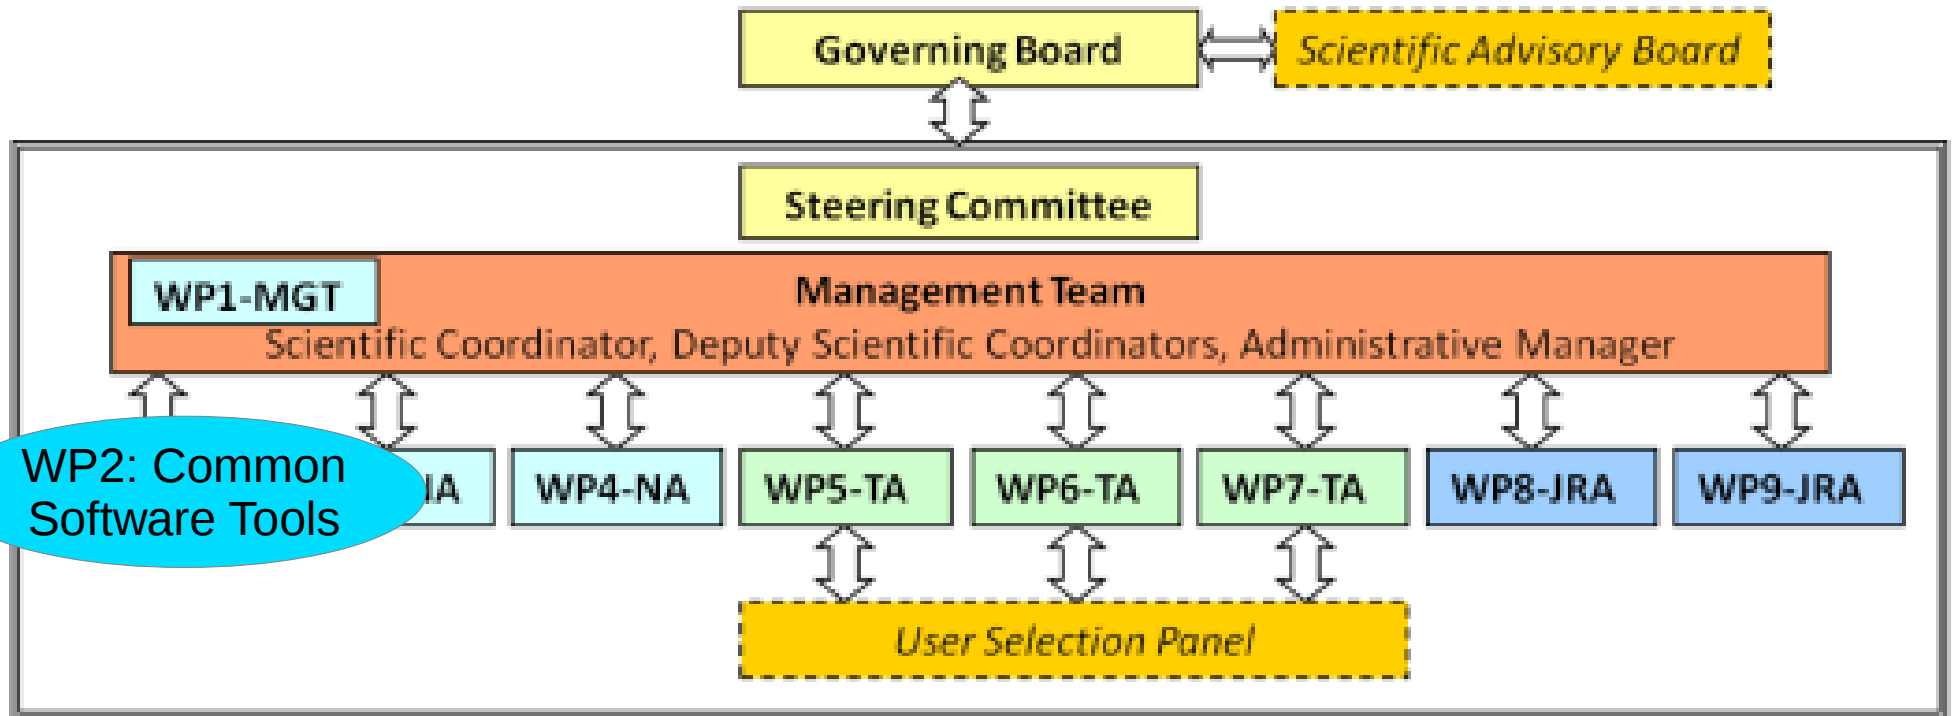 Governing Board
Scientific Advisory Board
Steering Committee
WP1-MGT
Management Team
Scientific Coordinator, Deputy Scientific Coordinators, Administrative Manager
WP2: Common
Software Tools
WP4-NA
WP5-TA
WP6-TA
WP7-TA
WP8-JRA
WP9-JRA
User Selection Panel